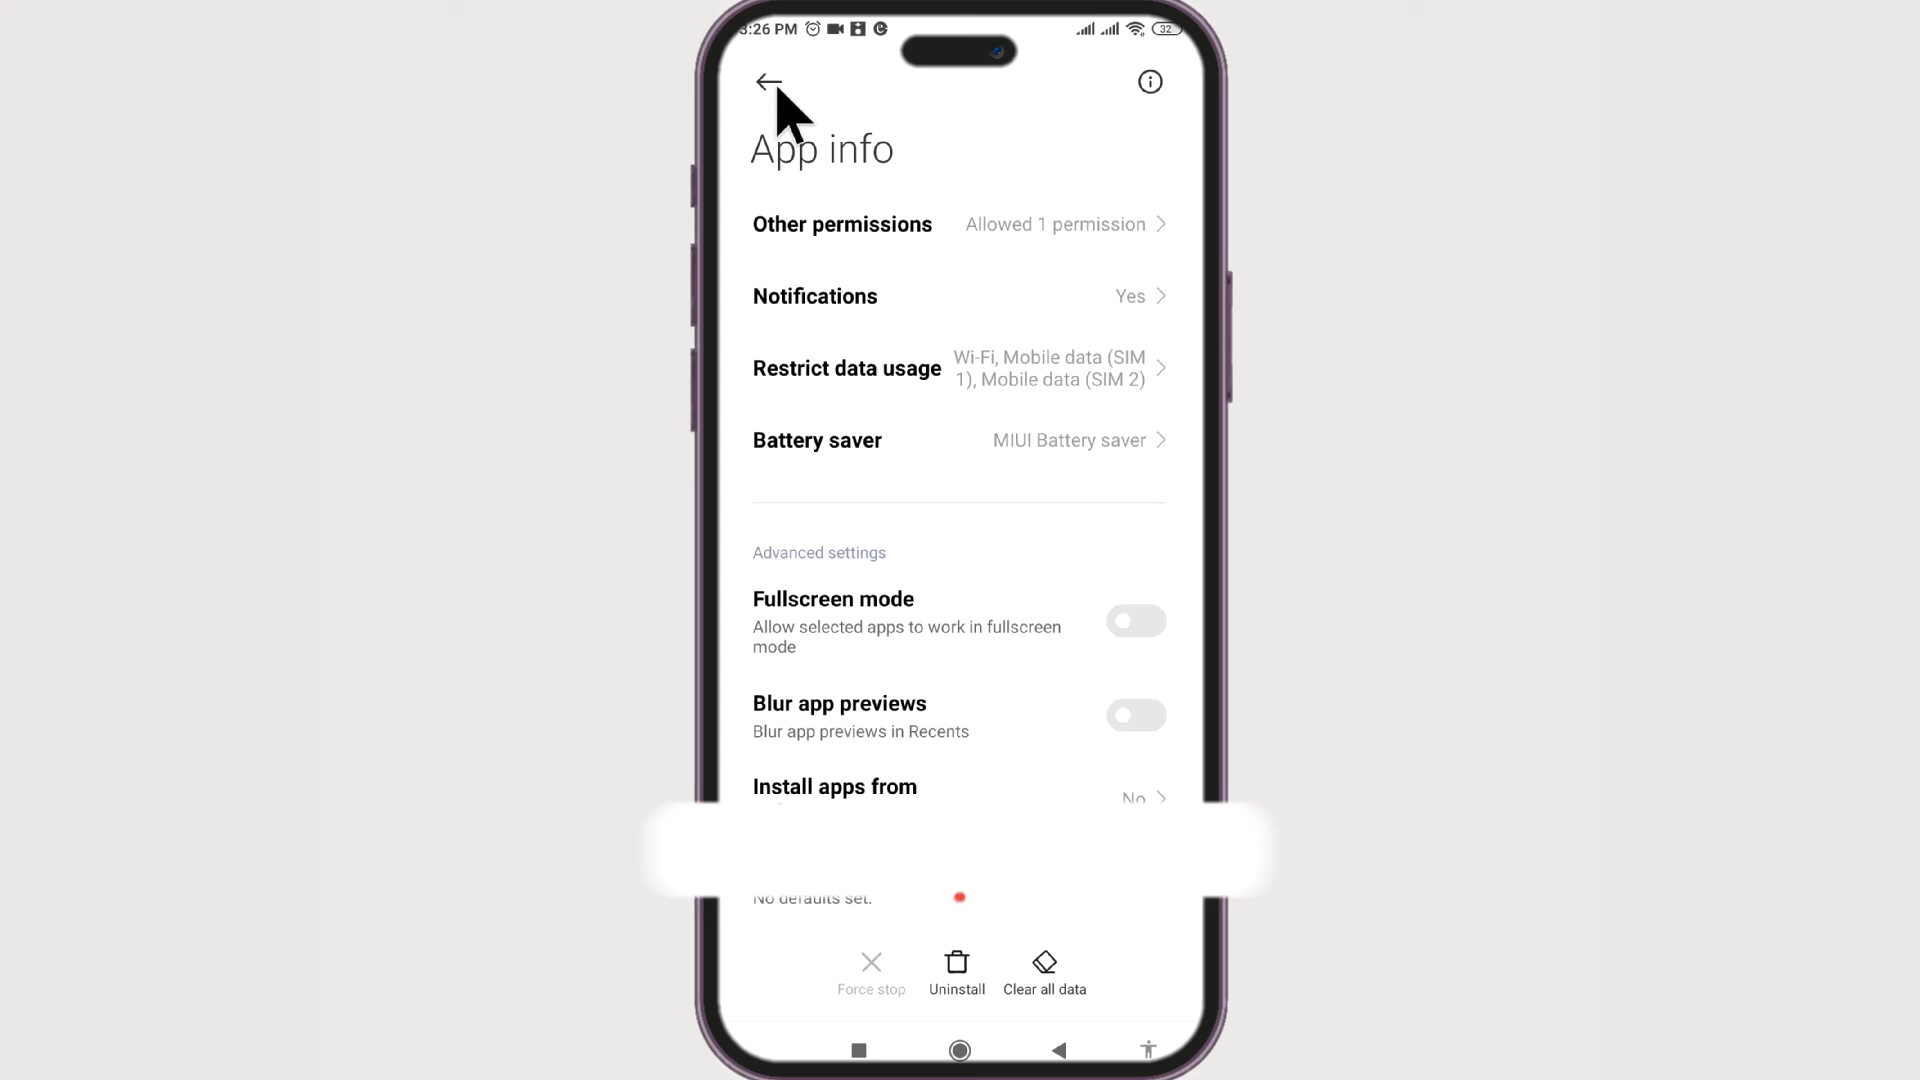 3:26 PM 32
App info
Other permissions Allowed 1 permission
Notifications Yes
Restrict data usage Wi-Fi, Mobile data (SIM
1), Mobile data (SIM 2)
Battery saver MIUI Battery saver
Advanced settings
Fullscreen mode
Allow selected apps to work in fullscreen
mode
Blur app previews
Blur app previews in Recents
Install apps from
No
No defaults set.
Force stop Uninstall Clear all data